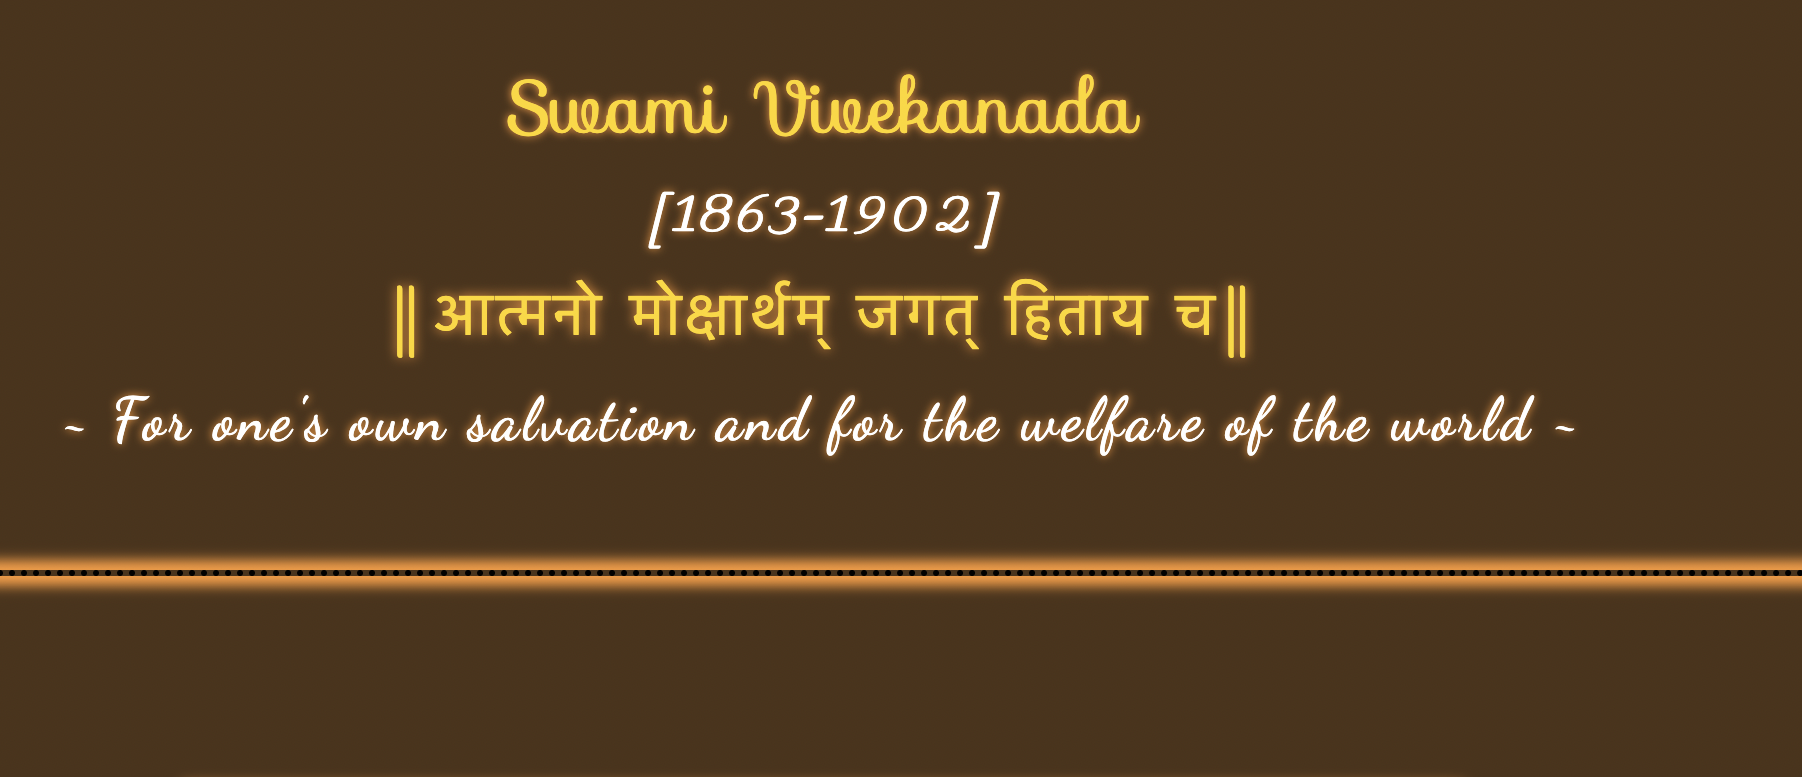 Swami Vivekanada
[1863-1902]
॥ आत्मनो मोक्षार्थम् जगत् हिताय च॥
~ For one's own salvation and for the welfare of the world ~